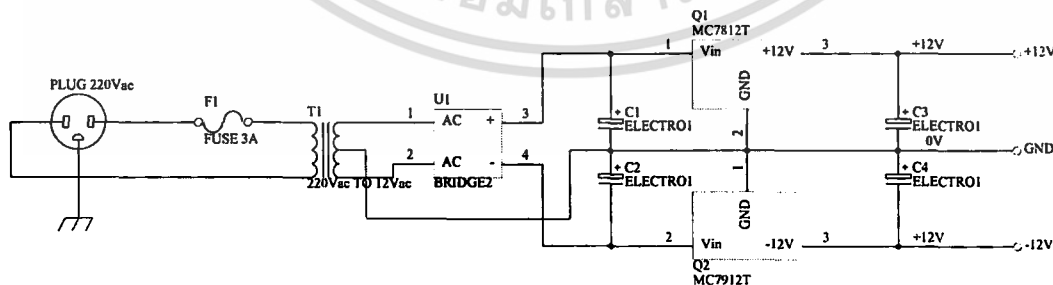 Q1
MC7812T
1
Vin
+12V
3
+12V
+12V
GND
2
PLUG 220Vac
F1
FUSE 3A
T1
220Vac TO 12Vac
U1
1
AC
+
3
2
AC
-
4
BRIDGE2
+
C1
ELECTRO1
+
C3
ELECTRO1
0V
GND
+
C2
ELECTRO1
+
C4
ELECTRO1
1
GND
2
Vin
-12V
3
+12V
-12V
Q2
MC7912T